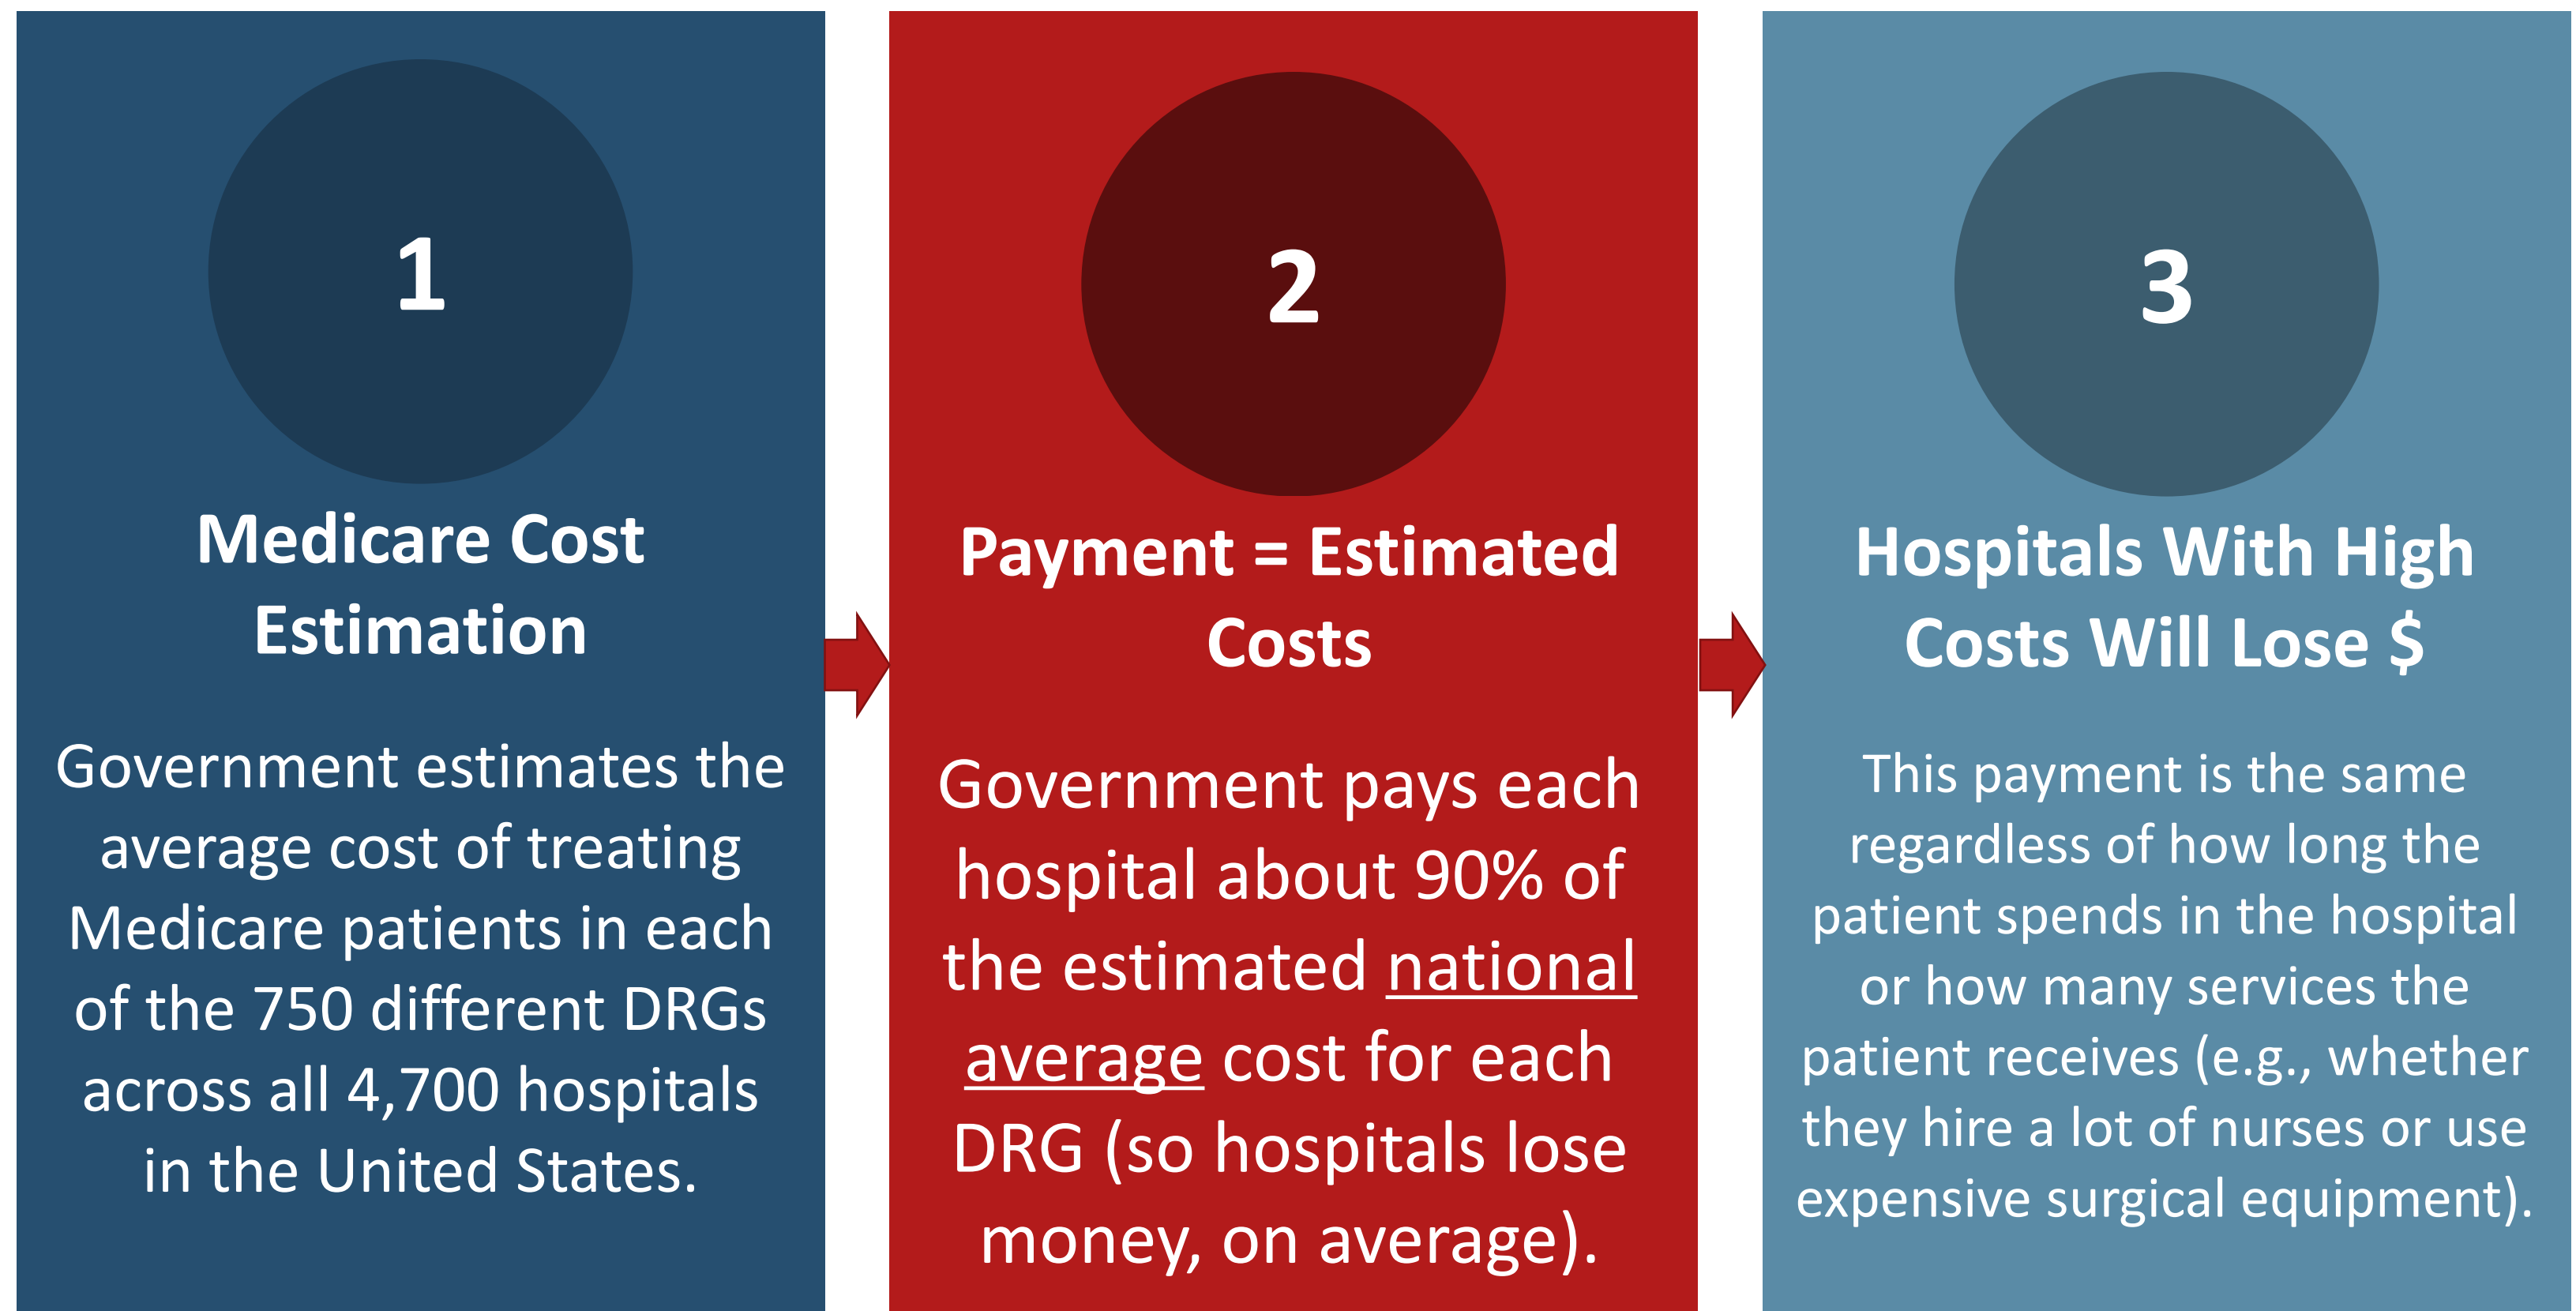 1
Medicare Cost
Estimation
Government estimates the
average cost of treating
Medicare patients in each
of the 750 different DRGs
across all 4,700 hospitals
in the United States.
2
Payment = Estimated
Costs
Government pays each
hospital about 90% of
the estimated national
average cost for each
DRG (so hospitals lose
money, on average).
3
Hospitals With High
Costs Will Lose $
This payment is the same
regardless of how long the
patient spends in the hospital
or how many services the
patient receives (e.g., whether
they hire a lot of nurses or use
expensive surgical equipment).